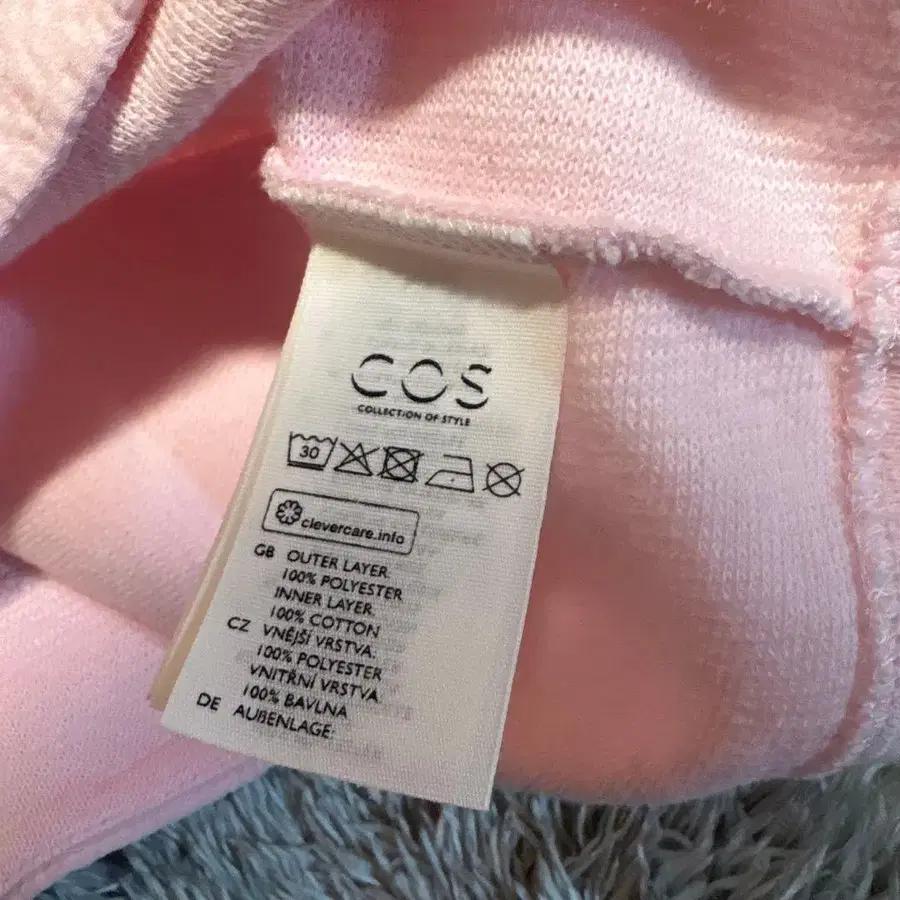 COS
COLLECTION OF STYLE
30
clevercare.info
GB OUTER LAYER
100% POLYESTER
INNER LAYER
100% COTTON
CZ VNĚJŠÍ VRSTVA
100% POLYESTER
VNITŘNÍ VRSTVA
100% BAVLNA
DE AUßENLAGE: